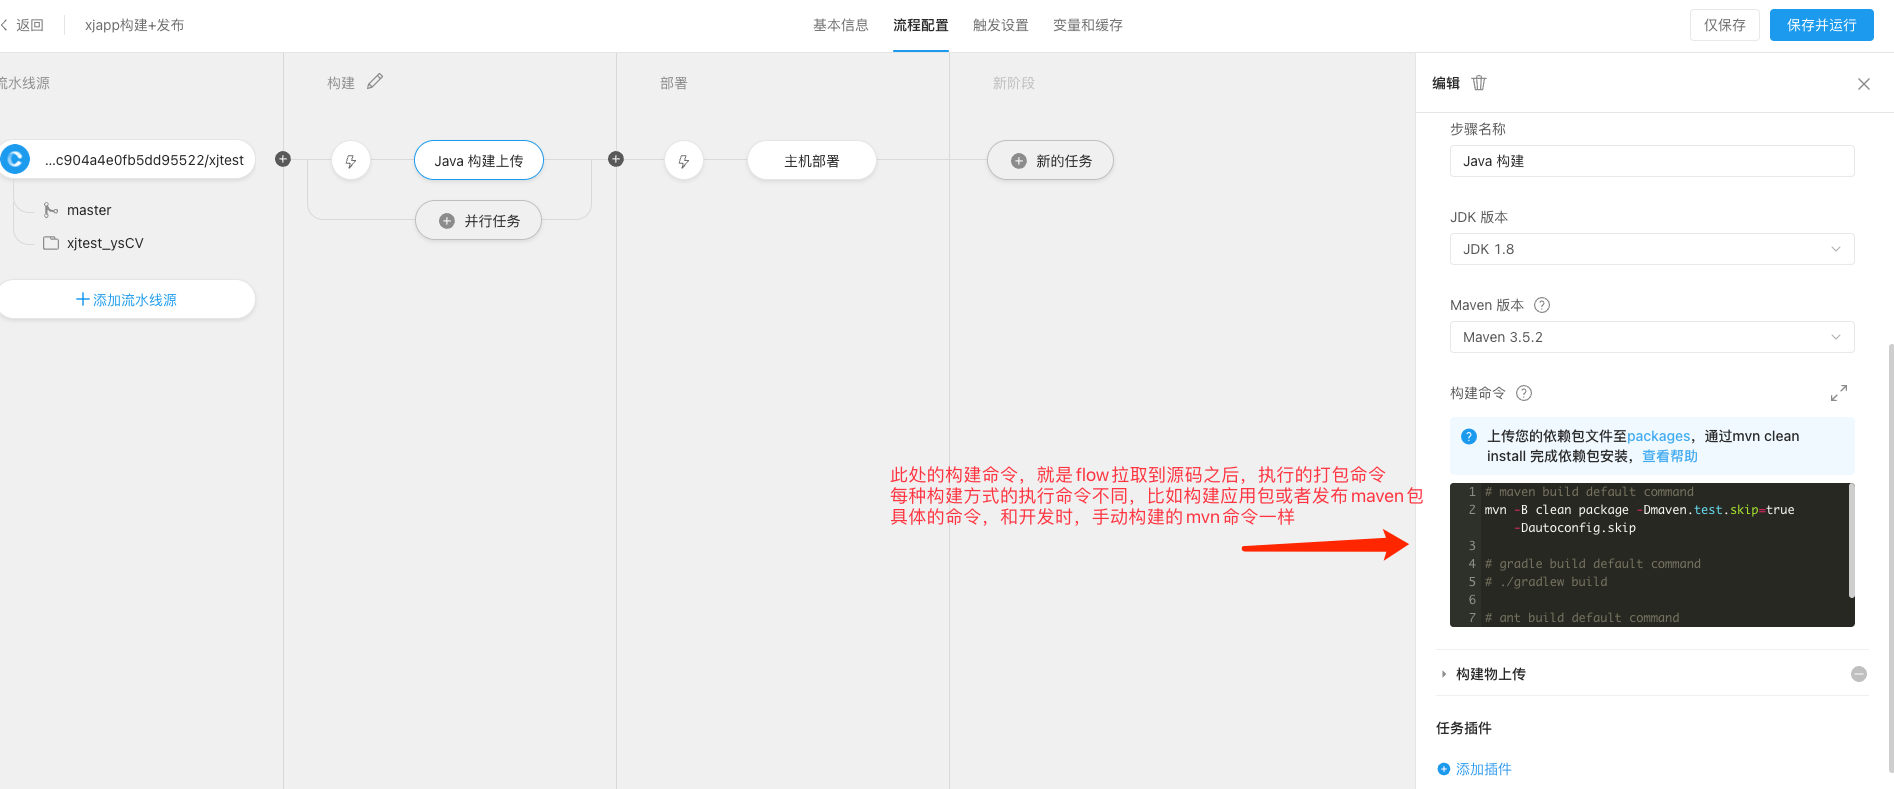 返回
xjapp构建+发布
基本信息
流程配置
触发设置
变量和缓存
仅保存
保存并运行
流水线源
构建
部署
新阶段
...c904a4e0fb5dd95522/xjtest
master
xjtest_ysCV
添加流水线源
Java 构建上传
并行任务
主机部署
新的任务
此处的构建命令，就是flow拉取到源码之后，执行的打包命令
每种构建方式的执行命令不同，比如构建应用包或者发布maven包
具体的命令，和开发时，手动构建的mvn命令一样
编辑
步骤名称
Java 构建
JDK 版本
JDK 1.8
Maven 版本
Maven 3.5.2
构建命令
上传您的依赖包文件至packages，通过mvn clean
install 完成依赖包安装，查看帮助
1 # maven build default command
2 mvn -B clean package -Dmaven.test.skip=true
-Dautoconfig.skip
3
4 # gradle build default command
5 # ./gradlew build
6
7 # ant build default command
构建物上传
任务插件
添加插件